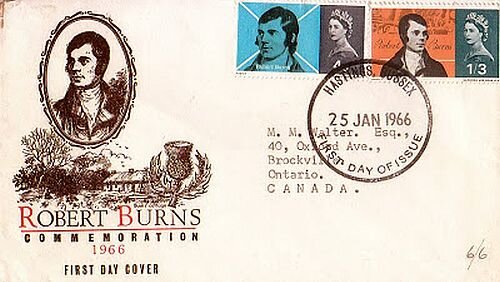 Robert Burns
4D
Robert Burns
1/3
HASTINGS, SUSSEX
25 JAN 1966
FIRST DAY OF ISSUE
M. M. Walter. Esq.,
40, Oxford Ave.,
Brockville
Ontario.
CANADA.
ROBERT BURNS
COMMEMORATION
1966
FIRST DAY COVER
6/6